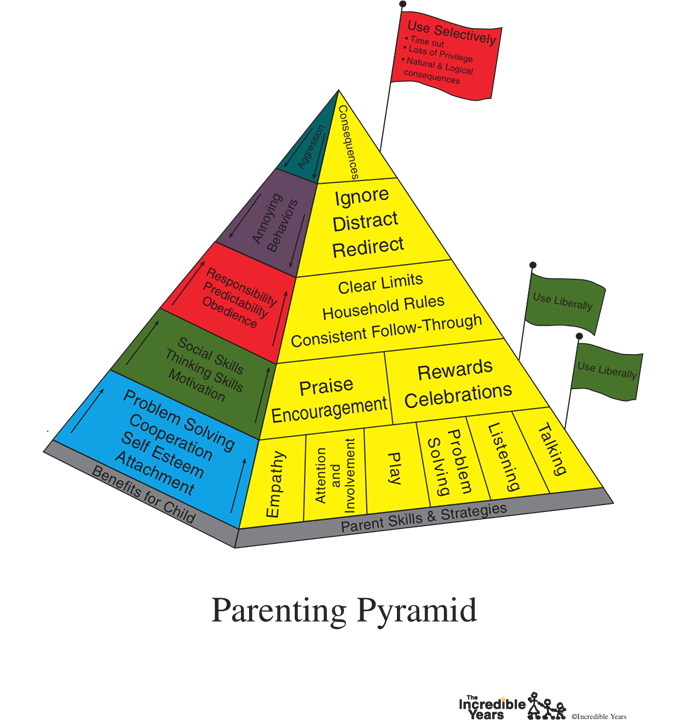 Use Selectively
• Time out
• Loss of Privilege
• Natural & Logical
consequences
Aggression
Consequences
Annoying
Behaviors
Ignore
Distract
Redirect
Responsibility
Predictability
Obedience
Clear Limits
Household Rules
Consistent Follow-Through
Use Liberally
Use Liberally
Social Skills
Thinking Skills
Motivation
Praise
Encouragement
Rewards
Celebrations
Problem Solving
Cooperation
Self Esteem
Attachment
Empathy
Attention
and
Involvement
Play
Problem
Solving
Listening
Talking
Benefits for Child
Parent Skills & Strategies
Parenting Pyramid
The
Incredible
Years
©Incredible Years